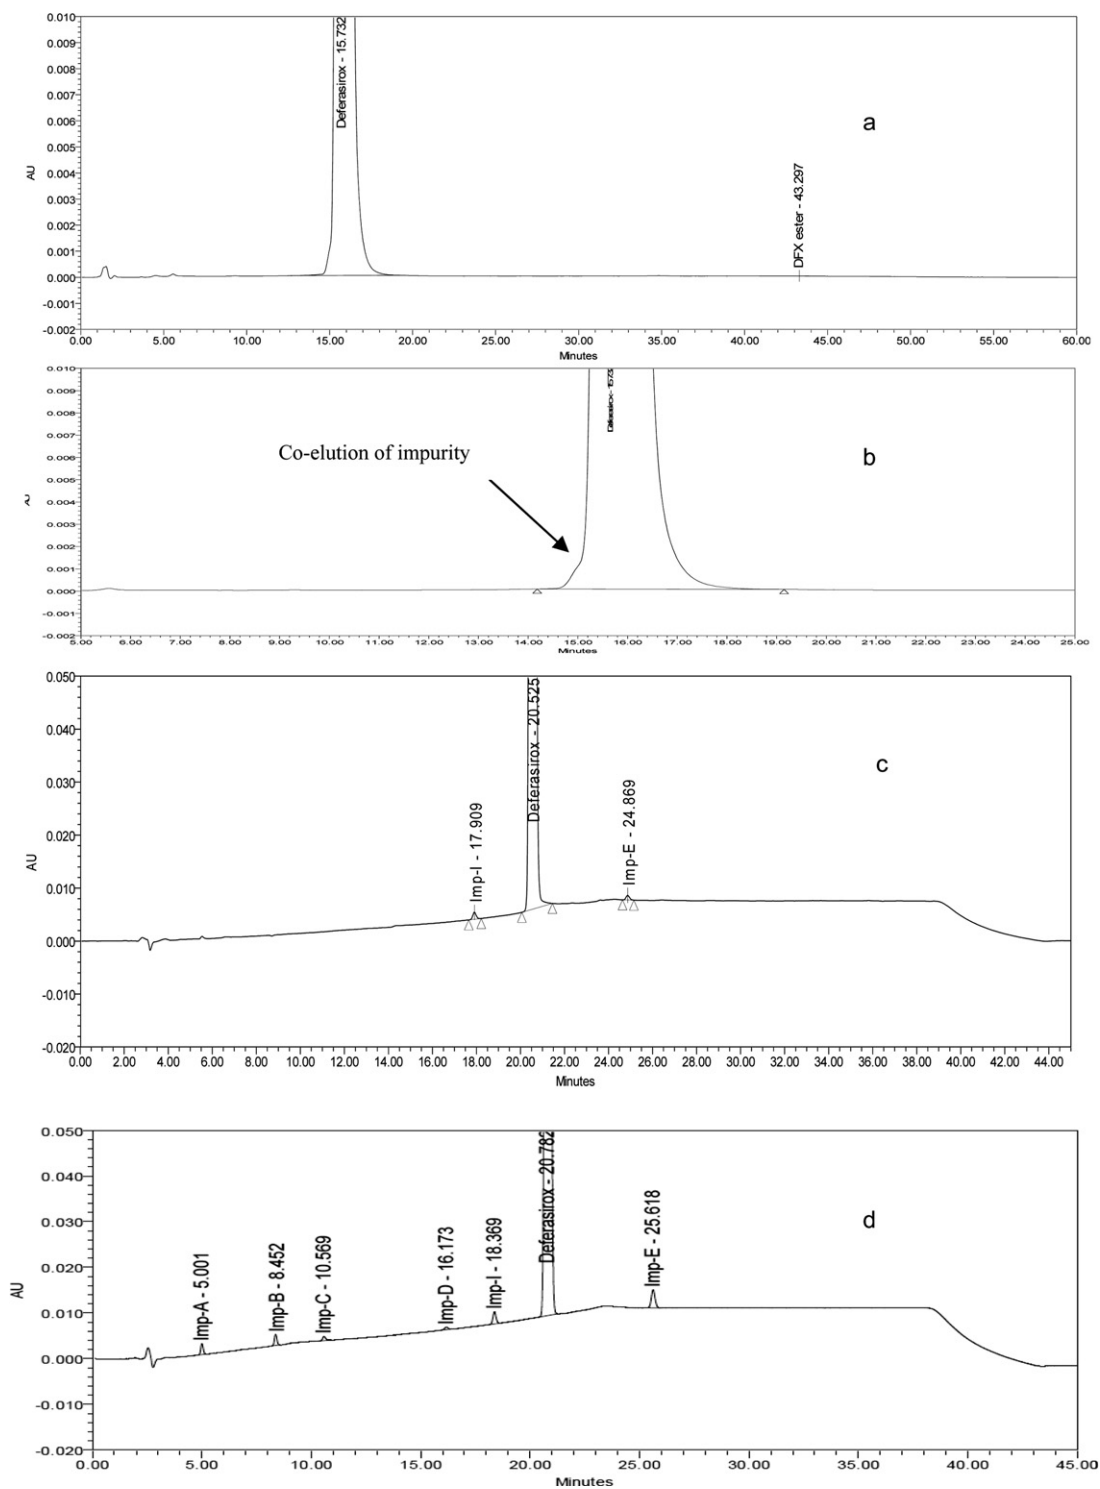 0.010
0.009
0.008
0.007
0.006
0.005
0.004
0.003
0.002
0.001
0.000
-0.001
-0.002
AU
Deferasirox - 15.732
DFX ester - 43.297
a
0.00 5.00 10.00 15.00 20.00 25.00 30.00 35.00 40.00 45.00 50.00 55.00 60.00
Minutes
0.010
0.009
0.008
0.007
0.006
0.005
0.004
0.003
0.002
0.001
0.000
-0.001
-0.002
Co-elution of impurity
b
5.00 6.00 7.00 8.00 9.00 10.00 11.00 12.00 13.00 14.00 15.00 16.00 17.00 18.00 19.00 20.00 21.00 22.00 23.00 24.00 25.00
Minutes
0.050
0.040
0.030
0.020
0.010
0.000
-0.010
-0.020
AU
Imp-I - 17.909
Deferasirox - 20.525
Imp-E - 24.869
c
0.00 2.00 4.00 6.00 8.00 10.00 12.00 14.00 16.00 18.00 20.00 22.00 24.00 26.00 28.00 30.00 32.00 34.00 36.00 38.00 40.00 42.00 44.00
Minutes
0.050
0.040
0.030
0.020
0.010
0.000
-0.010
-0.020
AU
Imp-A - 5.001
Imp-B - 8.452
Imp-C - 10.569
Imp-D - 16.173
Imp-I - 18.369
Deferasirox - 20.782
Imp-E - 25.618
d
0.00 5.00 10.00 15.00 20.00 25.00 30.00 35.00 40.00 45.00
Minutes